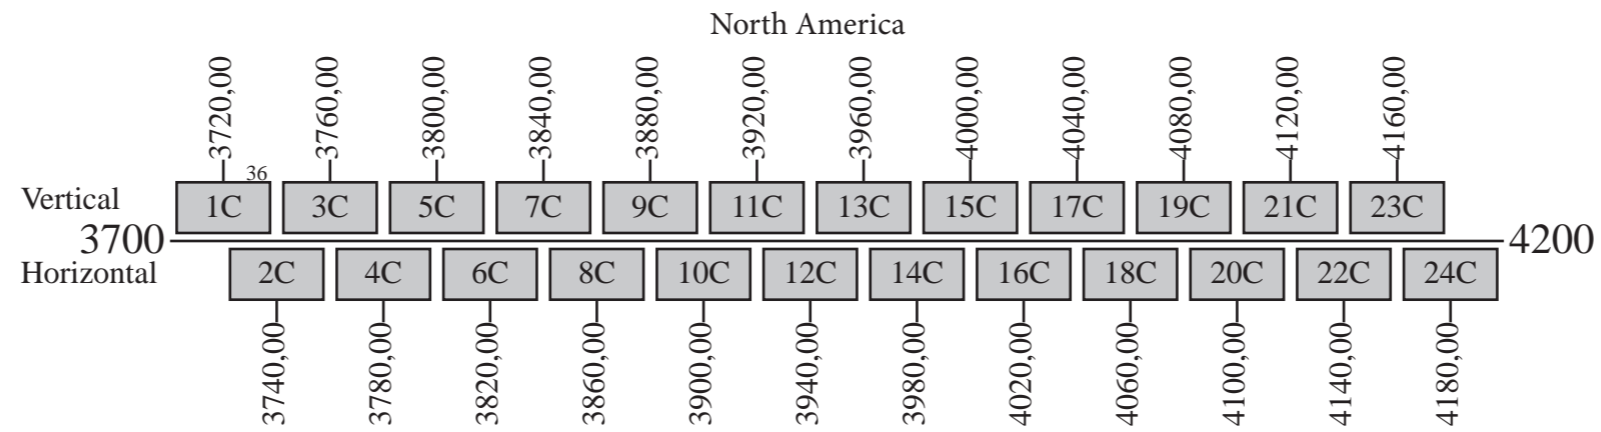 North America
3720,00 3760,00 3800,00 3840,00 3880,00 3920,00 3960,00 4000,00 4040,00 4080,00 4120,00 4160,00
36
Vertical 1C 3C 5C 7C 9C 11C 13C 15C 17C 19C 21C 23C
3700 4200
Horizontal 2C 4C 6C 8C 10C 12C 14C 16C 18C 20C 22C 24C
3740,00 3780,00 3820,00 3860,00 3900,00 3940,00 3980,00 4020,00 4060,00 4100,00 4140,00 4180,00